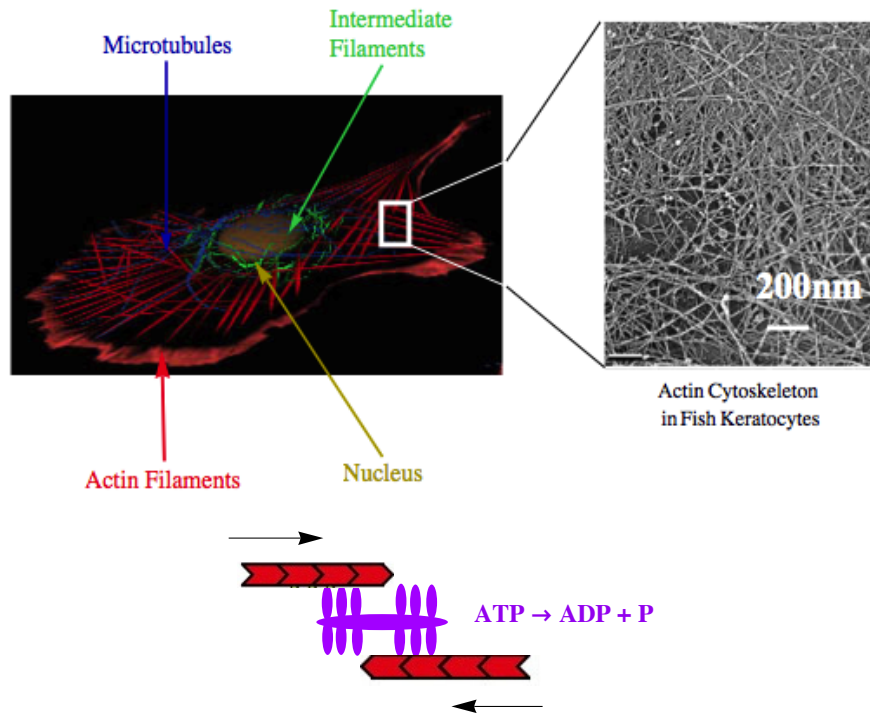 Intermediate
Filaments
Microtubules
200nm
Actin Cytoskeleton
in Fish Keratocytes
Actin Filaments
Nucleus
ATP → ADP + P